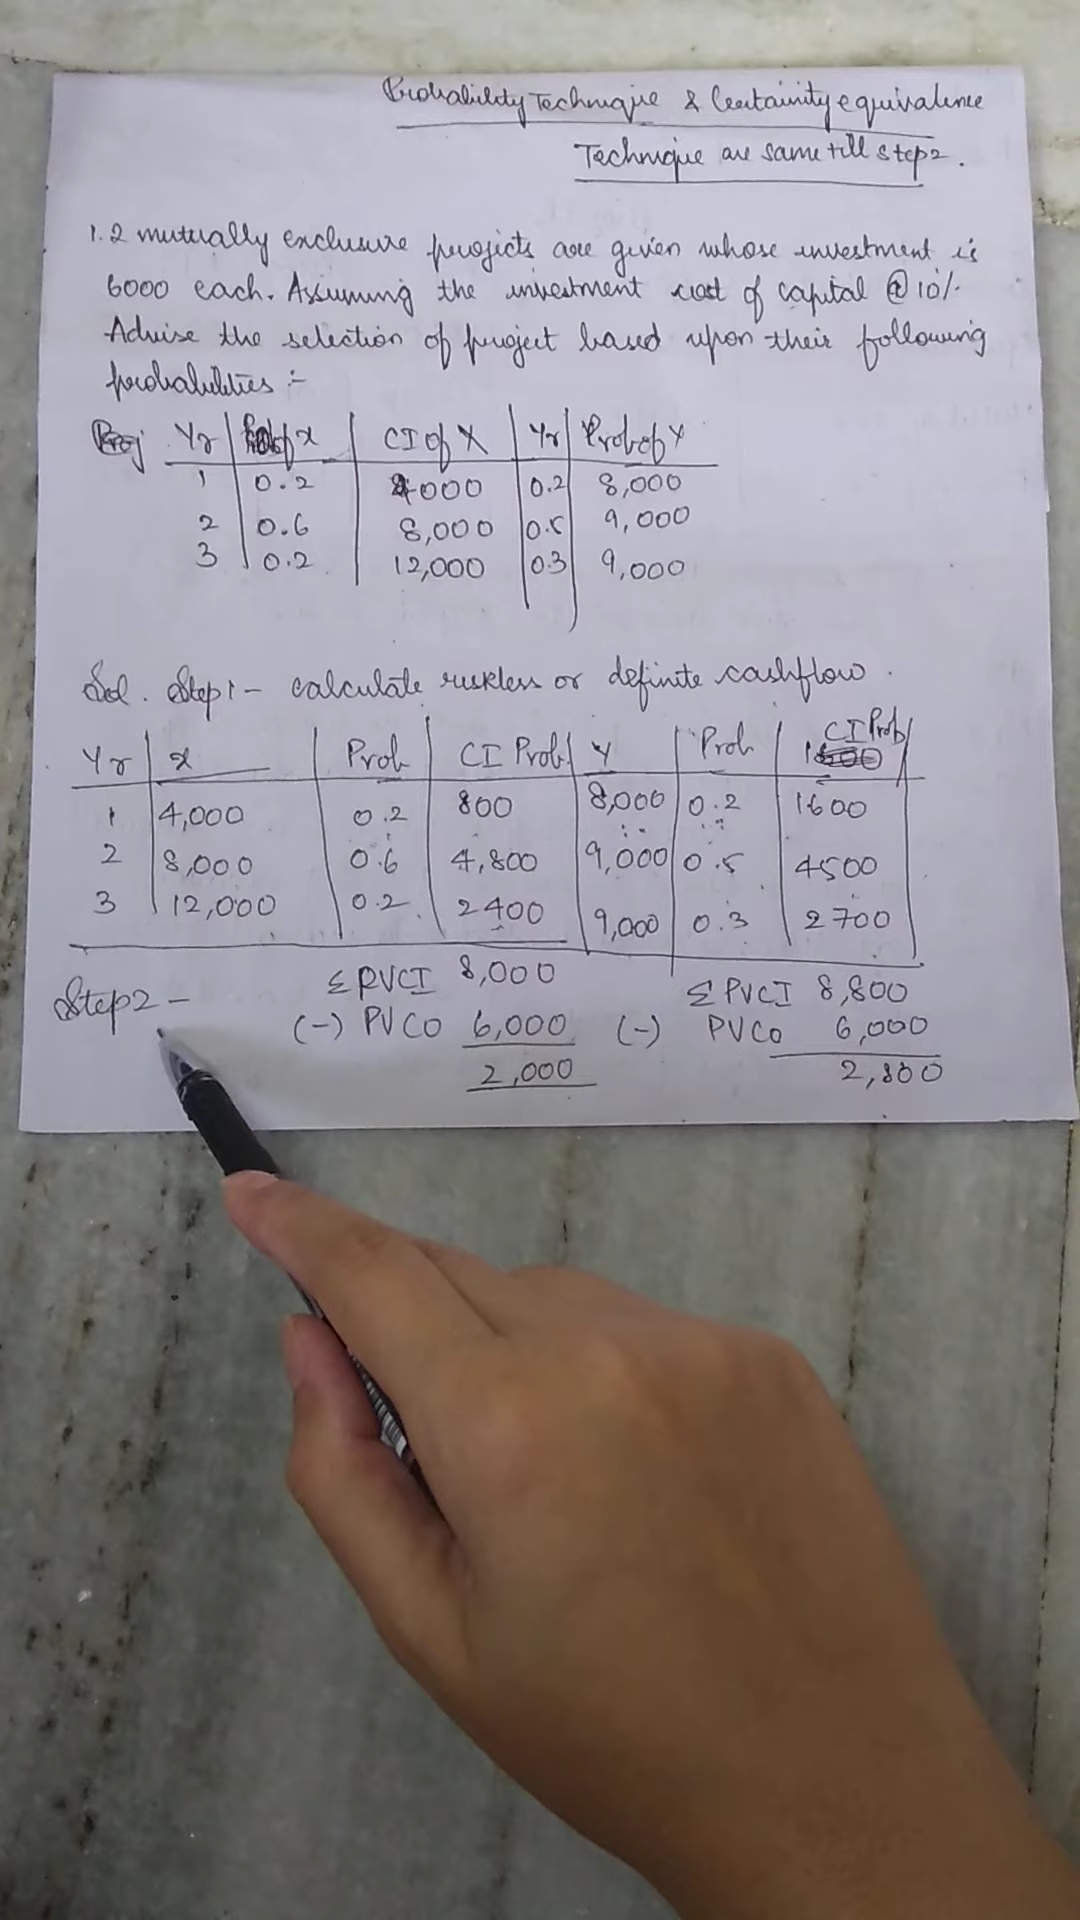 Probability Technique & Certainity equivalence
Technique are same till step 2.
1. 2 mutually exclusive projects are given whose investment is
6000 each. Assuming the investment cost of capital @ 10%.
Advise the selection of project based upon their following
probabilities :-
Proj Yr of x CI of X Yr Prob of Y
1 0.2 4000 0.2 8,000
2 0.6 8,000 0.5 9,000
3 0.2 12,000 0.3 9,000
Sol. Step 1 - calculate riskless or definite cashflow.
Yr x Prob CI Prob. Y Prob CI Prob
1 4,000 0.2 800 8,000 0.2 1600
2 8,000 0.6 4,800 9,000 0.5 4500
3 12,000 0.2 2400 9,000 0.3 2700
Σ PVCI 8,000 Σ PVCI 8,800
Step 2 - (-) PVCO 6,000 (-) PVCO 6,000
2,000 2,800